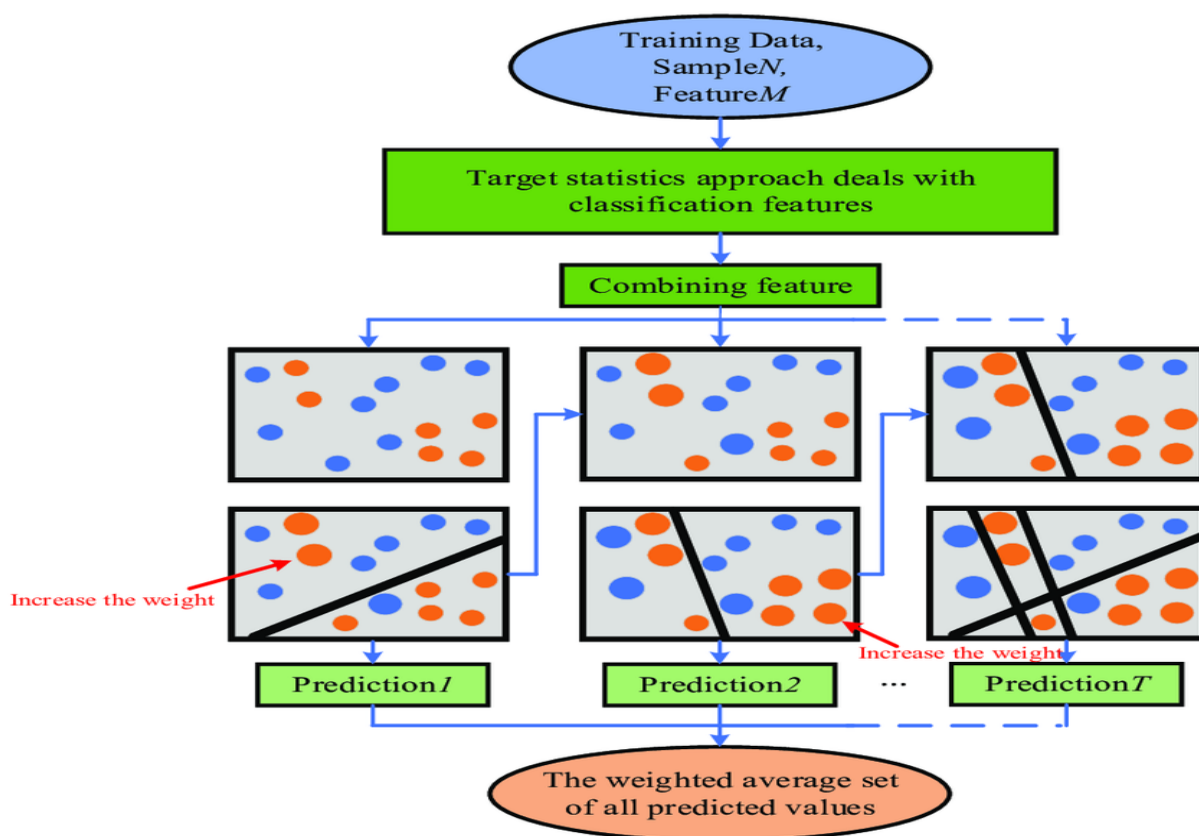 Training Data,
SampleN,
FeatureM
Target statistics approach deals with
classification features
Combining feature
Increase the weight
Increase the weight
Prediction1
Prediction2
...
PredictionT
The weighted average set
of all predicted values